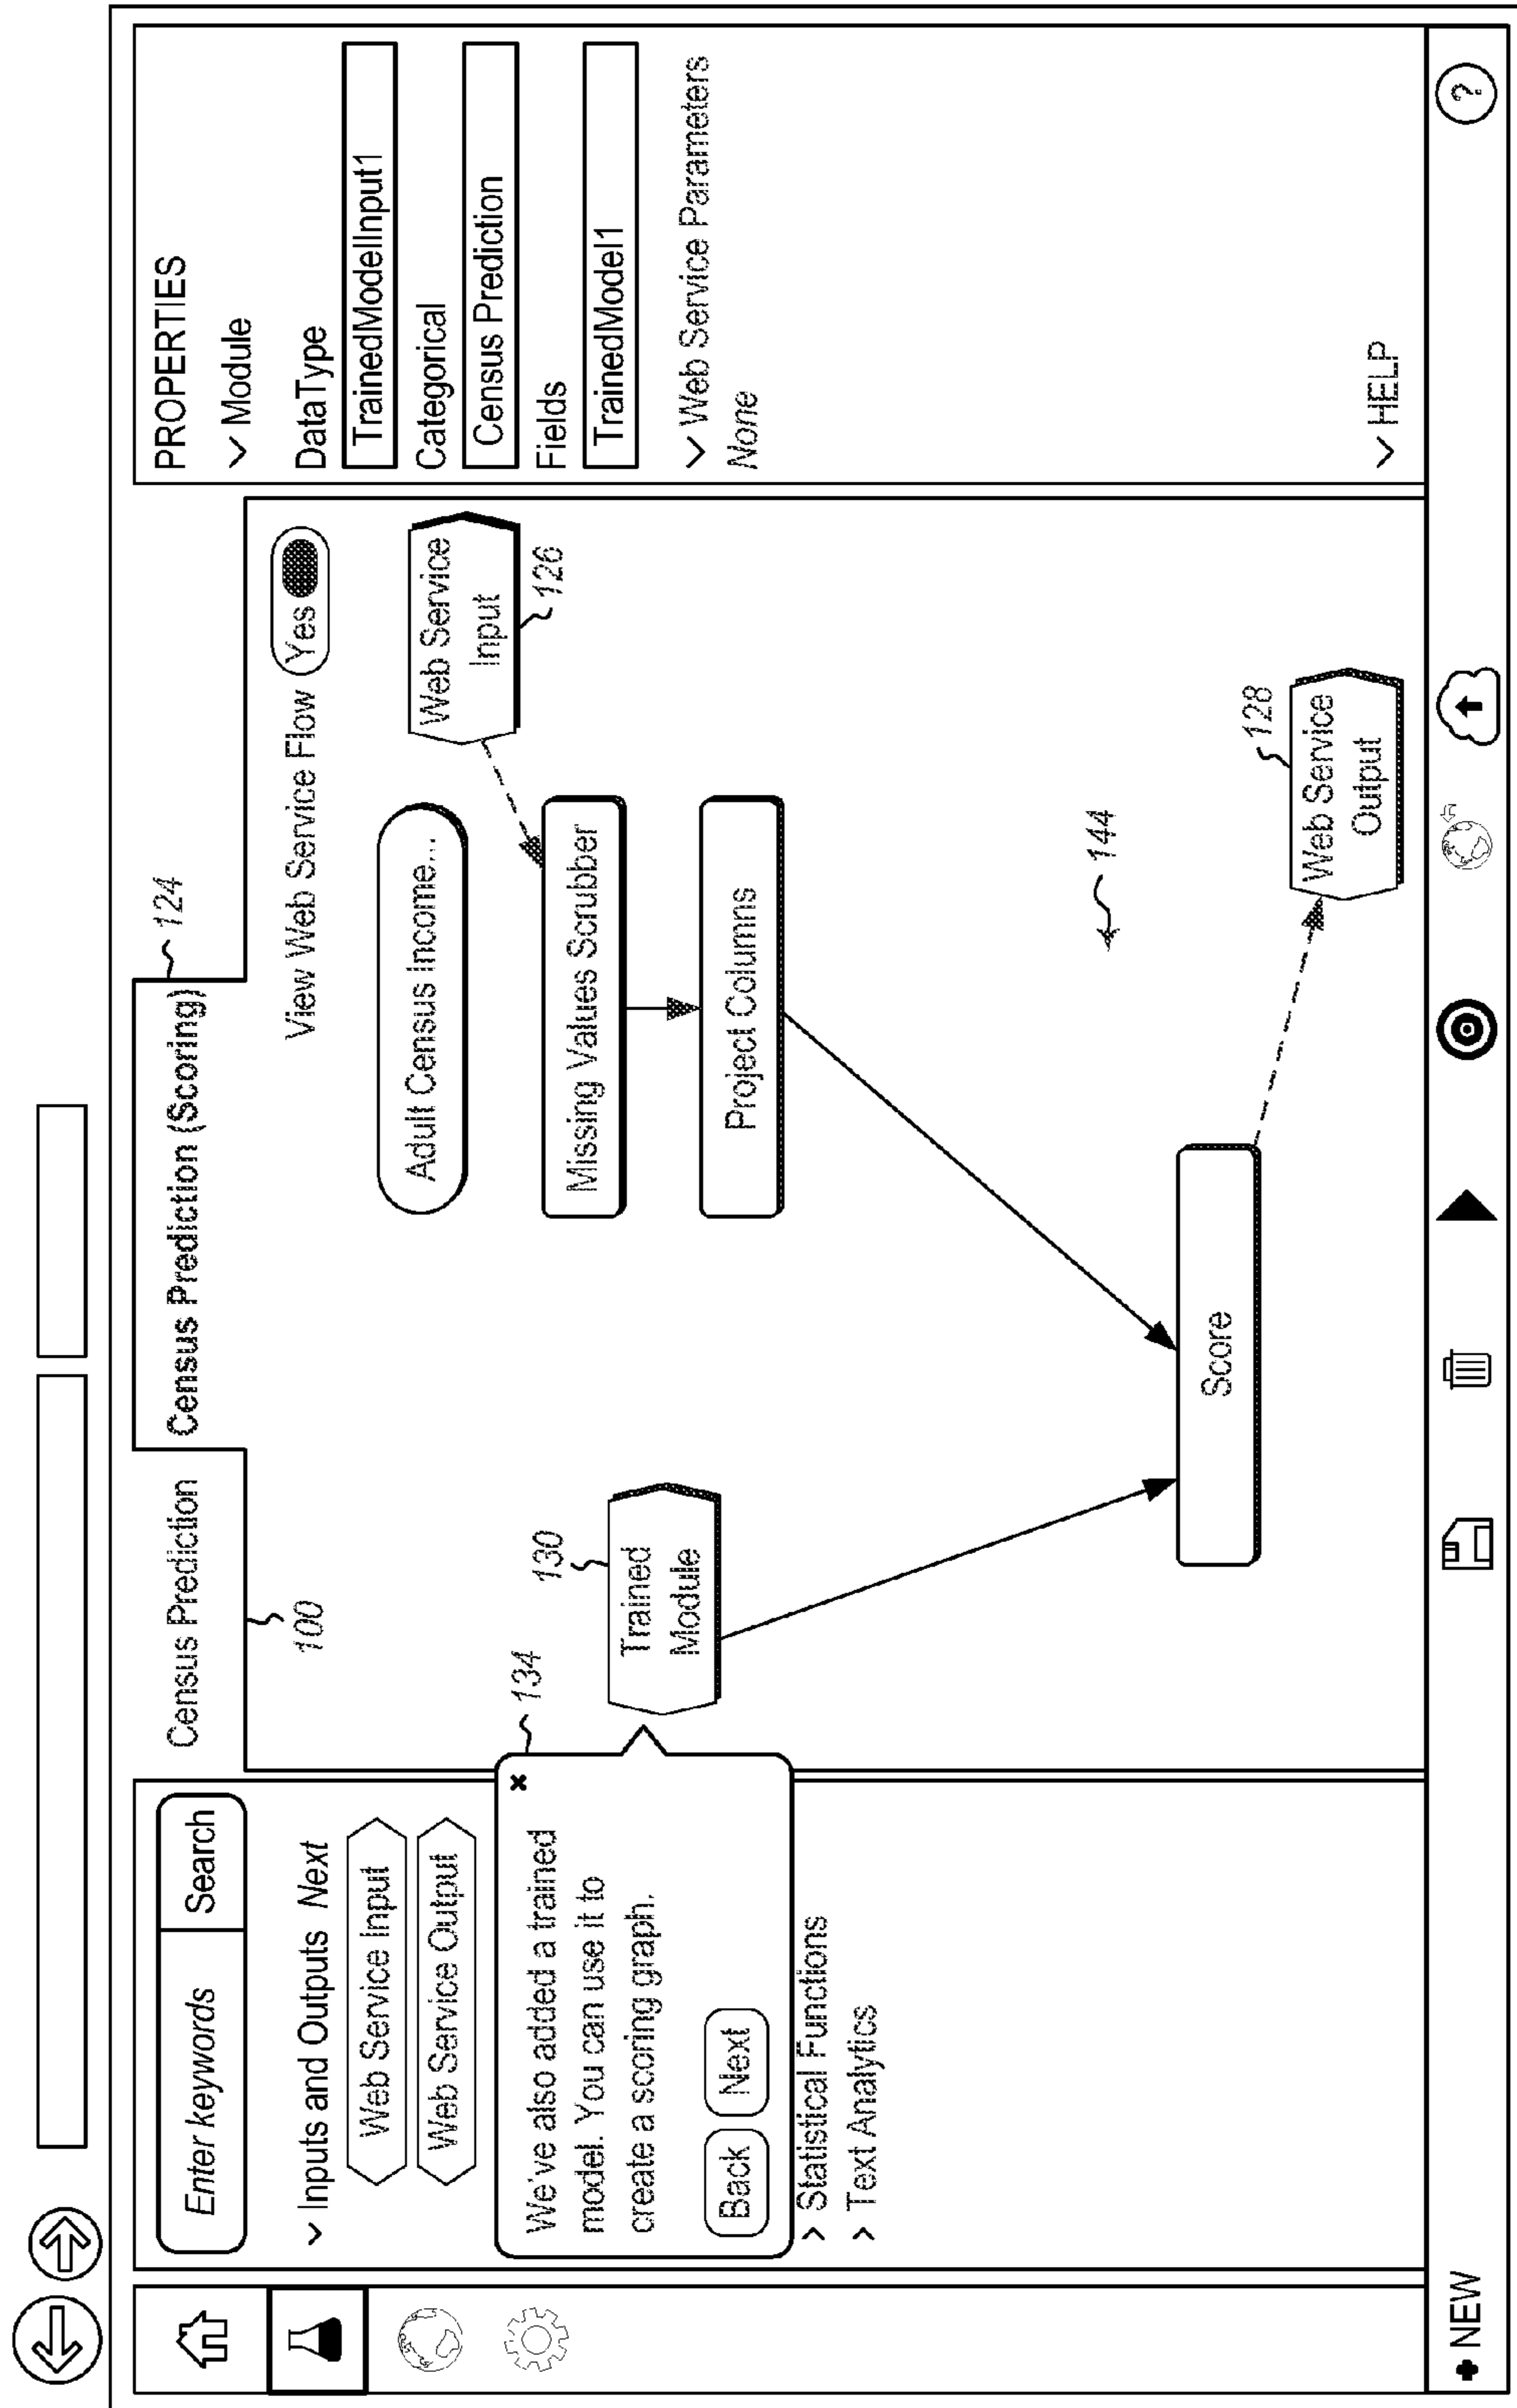 Enter keywords
Search
Inputs and Outputs Next
Web Service Input
Web Service Output
134
We've also added a trained
model. You can use it to
create a scoring graph.
Back
Next
Statistical Functions
Text Analytics
Census Prediction
100
Census Prediction (Scoring)
124
View Web Service Flow
Yes
Adult Census Income...
Web Service
Input
126
Missing Values Scrubber
Project Columns
130
Trained
Module
144
Score
128
Web Service
Output
PROPERTIES
Module
DataType
TrainedModelInput1
Categorical
Census Prediction
Fields
TrainedModel1
Web Service Parameters
None
HELP
NEW
?